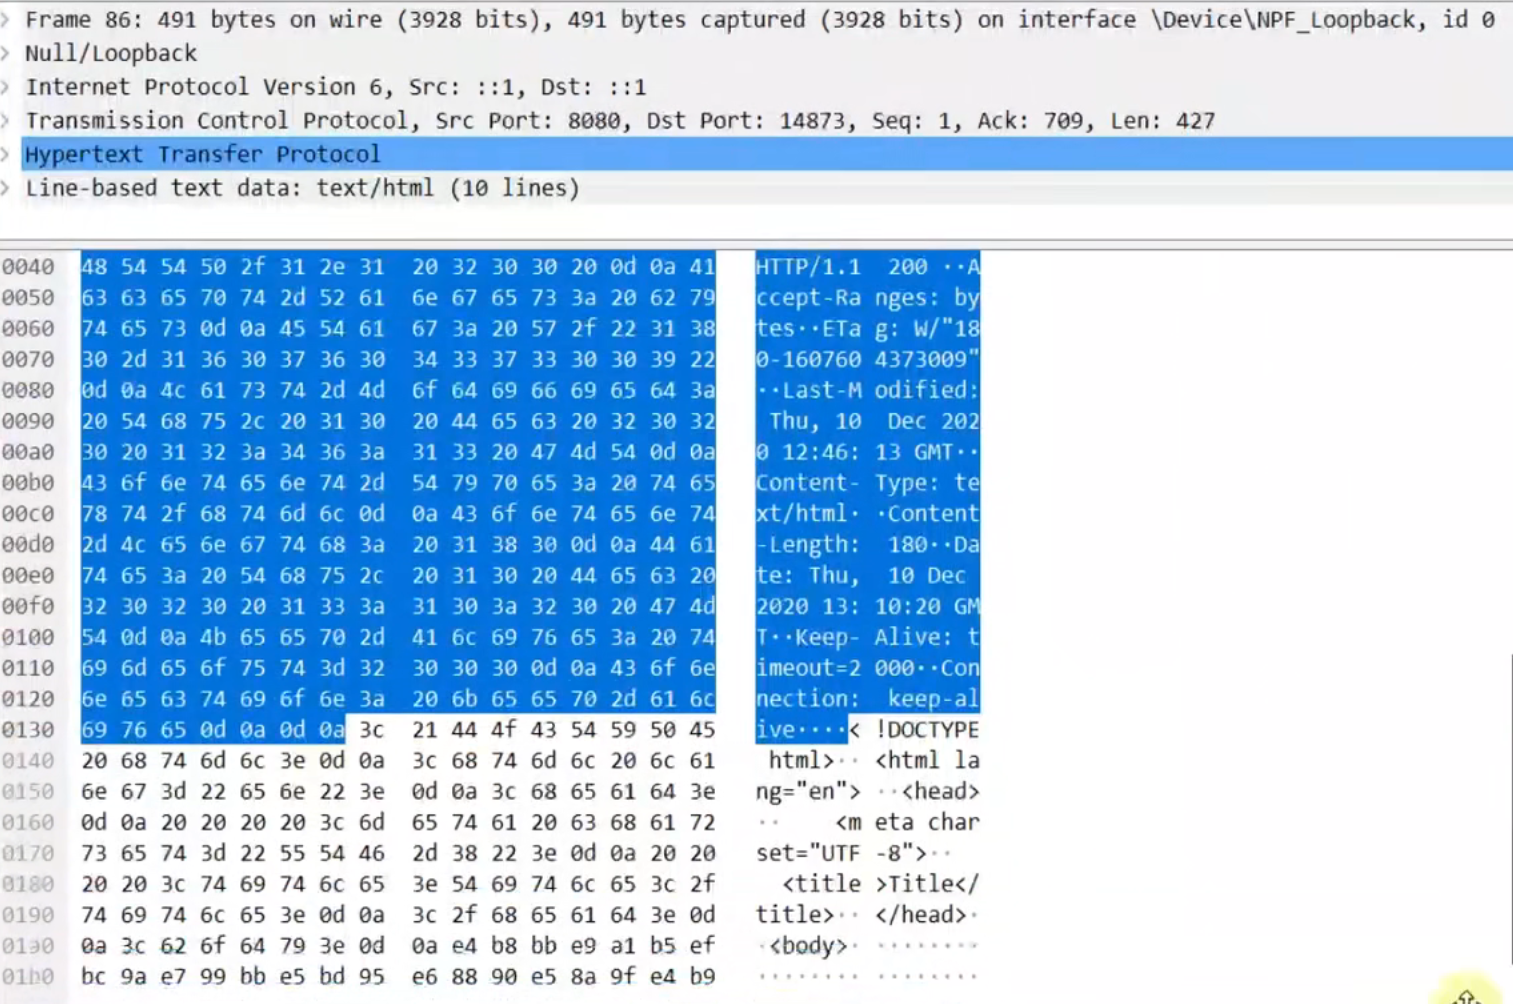 Frame 86: 491 bytes on wire (3928 bits), 491 bytes captured (3928 bits) on interface \Device\NPF_Loopback, id 0
Null/Loopback
Internet Protocol Version 6, Src: ::1, Dst: ::1
Transmission Control Protocol, Src Port: 8080, Dst Port: 14873, Seq: 1, Ack: 709, Len: 427
Hypertext Transfer Protocol
Line-based text data: text/html (10 lines)
0040 48 54 54 50 2f 31 2e 31 20 32 30 30 20 0d 0a 41 HTTP/1.1 200 ··A
0050 63 63 65 70 74 2d 52 61 6e 67 65 73 3a 20 62 79 ccept-Ra nges: by
0060 74 65 73 0d 0a 45 54 61 67 3a 20 57 2f 22 31 38 tes··ETa g: W/"18
0070 30 2d 31 36 30 37 36 30 34 33 37 33 30 30 39 22 0-160760 4373009"
0080 0d 0a 4c 61 73 74 2d 4d 6f 64 69 66 69 65 64 3a ··Last-M odified:
0090 20 54 68 75 2c 20 31 30 20 44 65 63 20 32 30 32 Thu, 10 Dec 202
00a0 30 20 31 32 3a 34 36 3a 31 33 20 47 4d 54 0d 0a 0 12:46: 13 GMT··
00b0 43 6f 6e 74 65 6e 74 2d 54 79 70 65 3a 20 74 65 Content- Type: te
00c0 78 74 2f 68 74 6d 6c 0d 0a 43 6f 6e 74 65 6e 74 xt/html· ·Content
00d0 2d 4c 65 6e 67 74 68 3a 20 31 38 30 0d 0a 44 61 -Length: 180··Da
00e0 74 65 3a 20 54 68 75 2c 20 31 30 20 44 65 63 20 te: Thu, 10 Dec
00f0 32 30 32 30 20 31 33 3a 31 30 3a 32 30 20 47 4d 2020 13: 10:20 GM
0100 54 0d 0a 4b 65 65 70 2d 41 6c 69 76 65 3a 20 74 T··Keep- Alive: t
0110 69 6d 65 6f 75 74 3d 32 30 30 30 0d 0a 43 6f 6e imeout=2 000··Con
0120 6e 65 63 74 69 6f 6e 3a 20 6b 65 65 70 2d 61 6c nection: keep-al
0130 69 76 65 0d 0a 0d 0a 3c 21 44 4f 43 54 59 50 45 ive····< !DOCTYPE
0140 20 68 74 6d 6c 3e 0d 0a 3c 68 74 6d 6c 20 6c 61 html>·· <html la
0150 6e 67 3d 22 65 6e 22 3e 0d 0a 3c 68 65 61 64 3e ng="en"> ··<head>
0160 0d 0a 20 20 20 20 3c 6d 65 74 61 20 63 68 61 72 ·· <m eta char
0170 73 65 74 3d 22 55 54 46 2d 38 22 3e 0d 0a 20 20 set="UTF -8">··
0180 20 20 3c 74 69 74 6c 65 3e 54 69 74 6c 65 3c 2f <title >Title</
0190 74 69 74 6c 65 3e 0d 0a 3c 2f 68 65 61 64 3e 0d title>·· </head>·
01a0 0a 3c 62 6f 64 79 3e 0d 0a e4 b8 bb e9 a1 b5 ef ·<body>· ········
01b0 bc 9a e7 99 bb e5 bd 95 e6 88 90 e5 8a 9f e4 b9 ········ ········